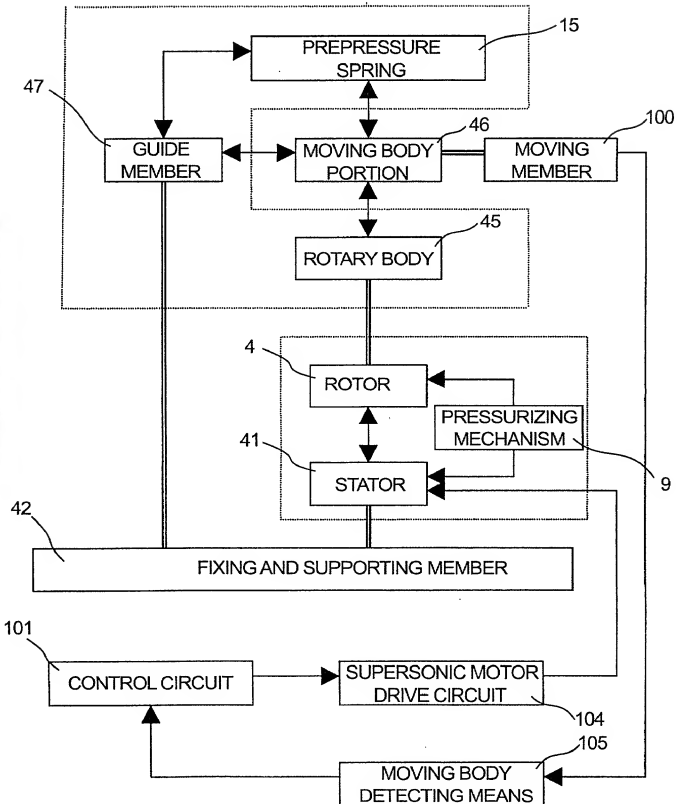 15
PREPRESSURE
SPRING
47
46
100
GUIDE
MEMBER
MOVING BODY
PORTION
MOVING
MEMBER
45
ROTARY BODY
4
ROTOR
PRESSURIZING
MECHANISM
41
STATOR
9
42
FIXING AND SUPPORTING MEMBER
101
CONTROL CIRCUIT
SUPERSONIC MOTOR
DRIVE CIRCUIT
104
105
MOVING BODY
DETECTING MEANS